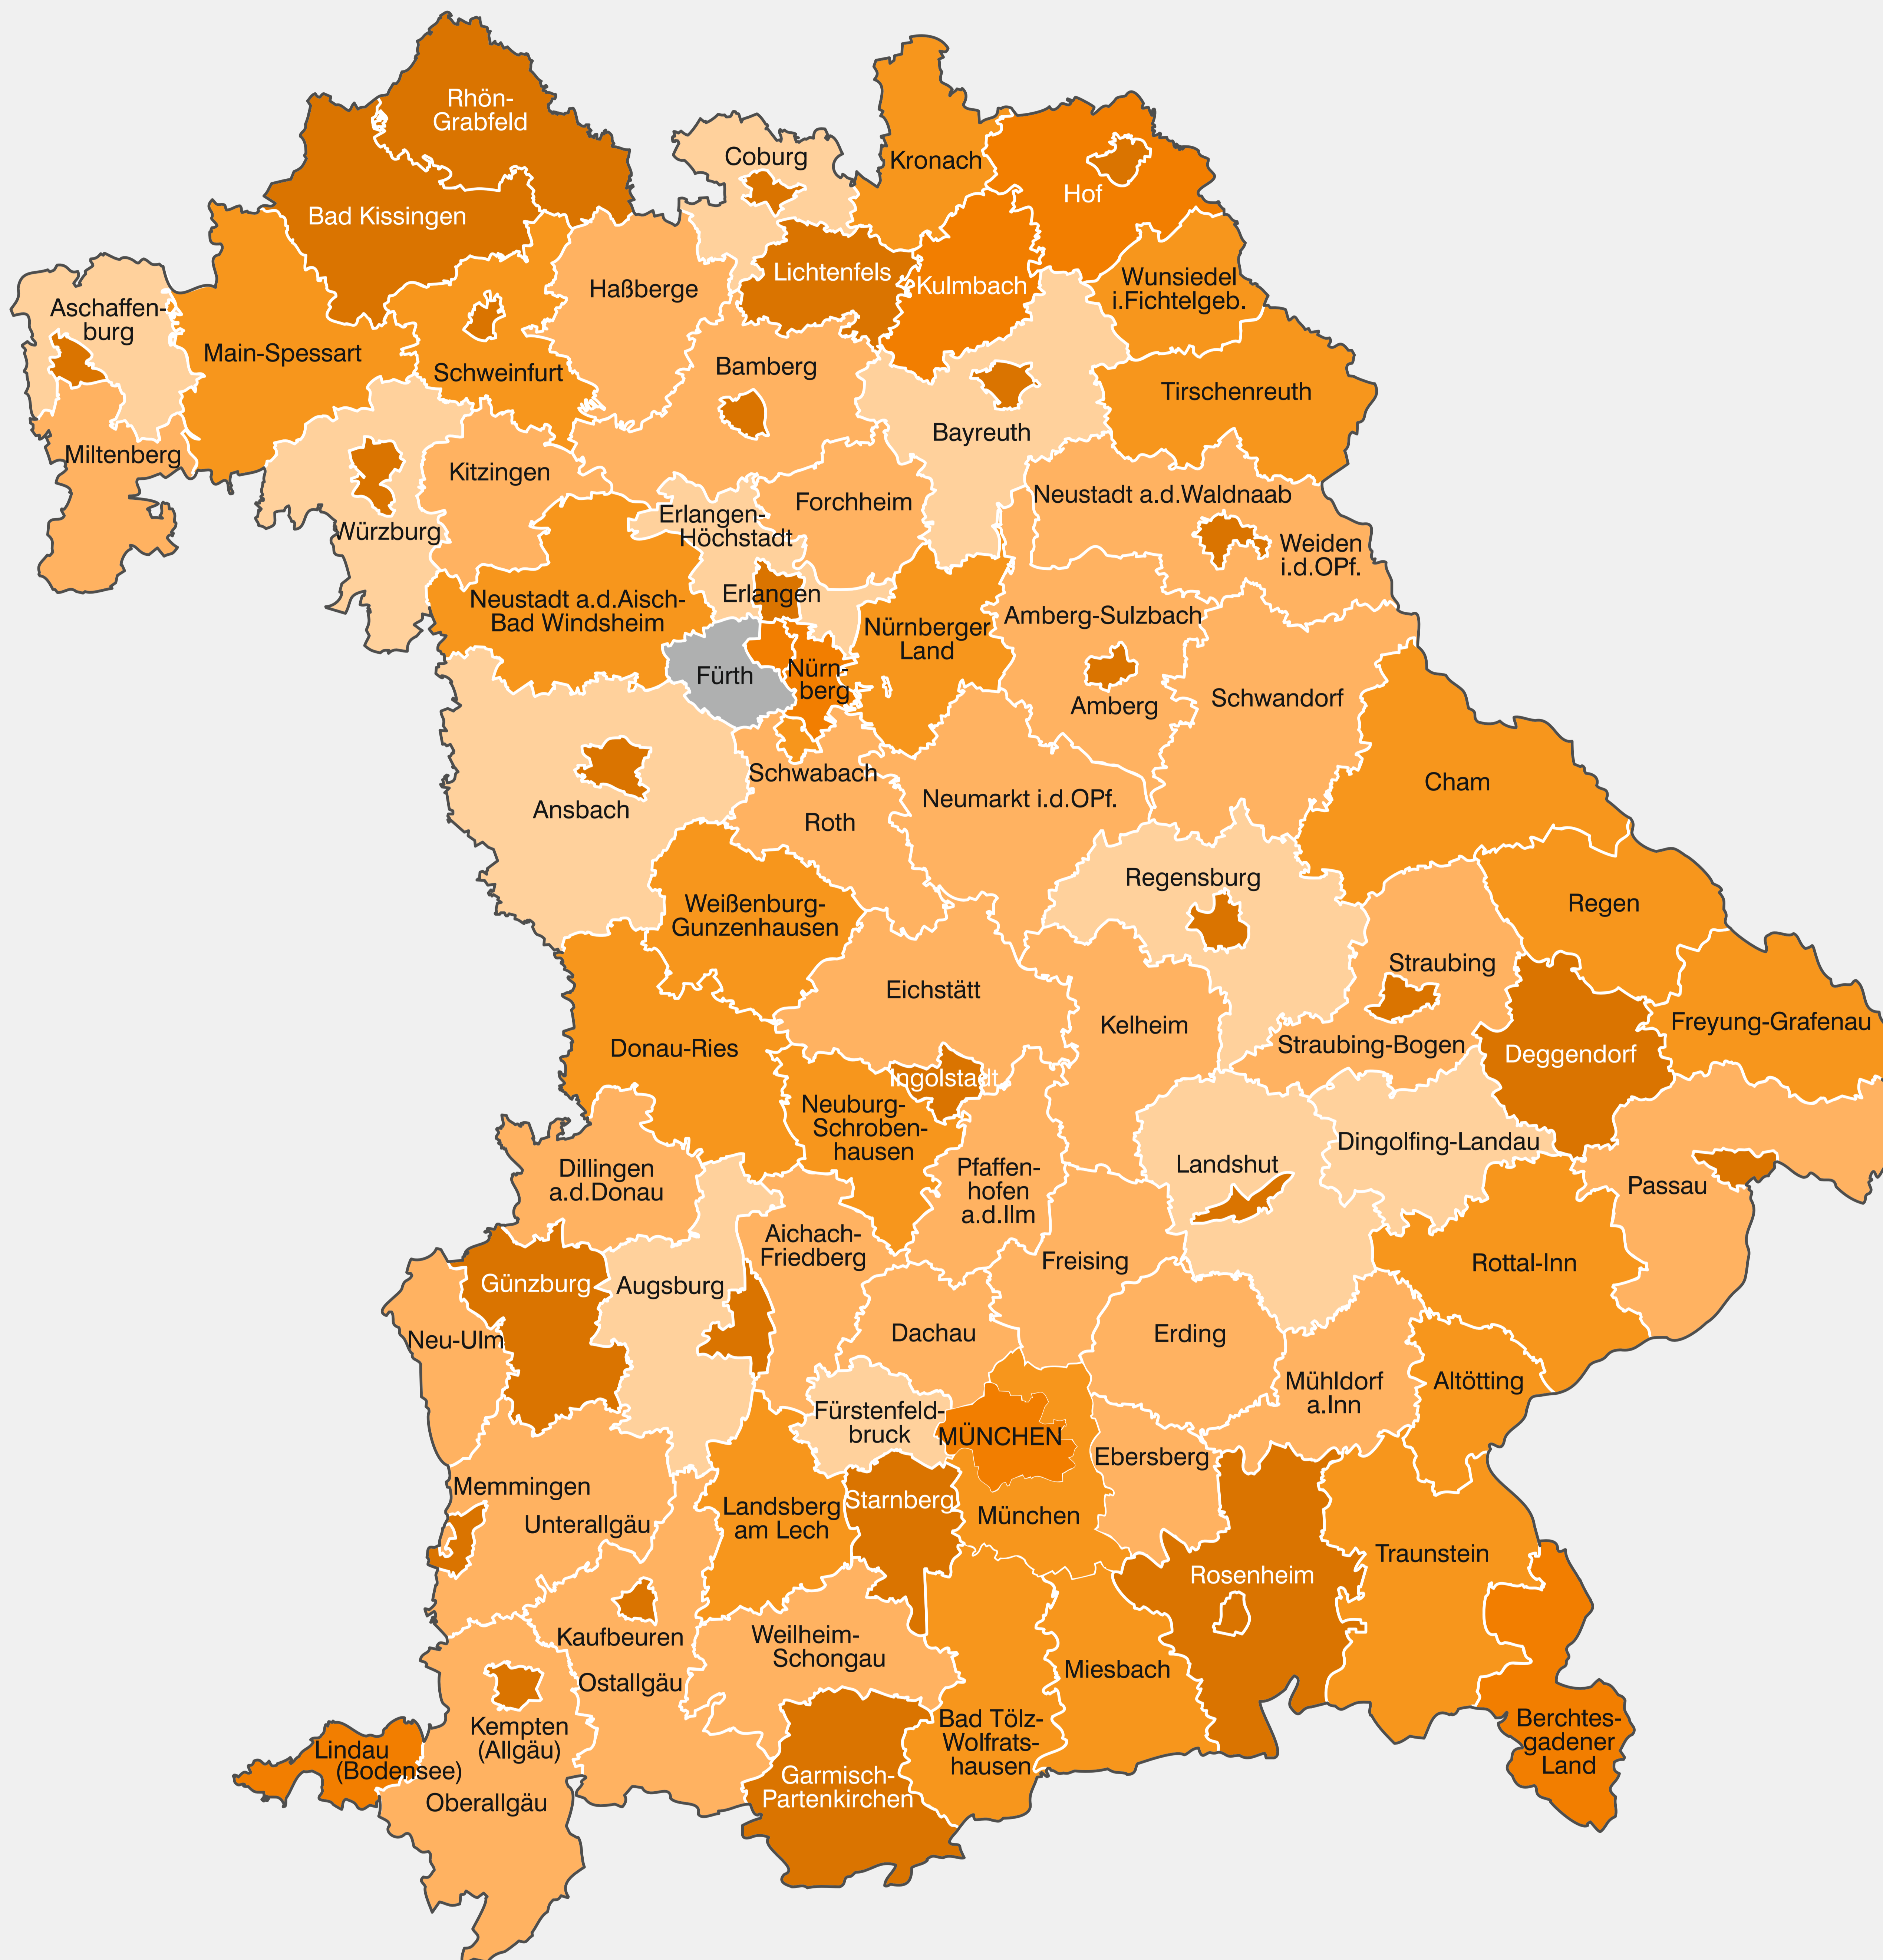 Rhön-
Grabfeld
Coburg
Kronach
Hof
Bad Kissingen
Lichtenfels
Kulmbach
Wunsiedel
i.Fichtelgeb.
Haßberge
Aschaffen-
burg
Main-Spessart
Schweinfurt
Bamberg
Tirschenreuth
Bayreuth
Miltenberg
Kitzingen
Würzburg
Forchheim
Neustadt a.d.Waldnaab
Erlangen-
Höchstadt
Weiden
i.d.OPf.
Erlangen
Neustadt a.d.Aisch-
Bad Windsheim
Nürnberger
Land
Amberg-Sulzbach
Fürth
Nürn-
berg
Amberg
Schwandorf
Schwabach
Cham
Ansbach
Roth
Neumarkt i.d.OPf.
Regensburg
Weißenburg-
Gunzenhausen
Regen
Eichstätt
Straubing
Kelheim
Freyung-Grafenau
Donau-Ries
Straubing-Bogen
Deggendorf
Ingolstadt
Neuburg-
Schroben-
hausen
Dingolfing-Landau
Dillingen
a.d.Donau
Pfaffen-
hofen
a.d.Ilm
Landshut
Passau
Aichach-
Friedberg
Freising
Rottal-Inn
Günzburg
Augsburg
Neu-Ulm
Dachau
Erding
Mühldorf
a.Inn
Altötting
Fürstenfeld-
bruck
MÜNCHEN
Ebersberg
Memmingen
Unterallgäu
Landsberg
am Lech
Starnberg
München
Rosenheim
Traunstein
Kaufbeuren
Weilheim-
Schongau
Ostallgäu
Miesbach
Kempten
(Allgäu)
Bad Tölz-
Wolfrats-
hausen
Berchtes-
gadener
Land
Lindau
(Bodensee)
Oberallgäu
Garmisch-
Partenkirchen